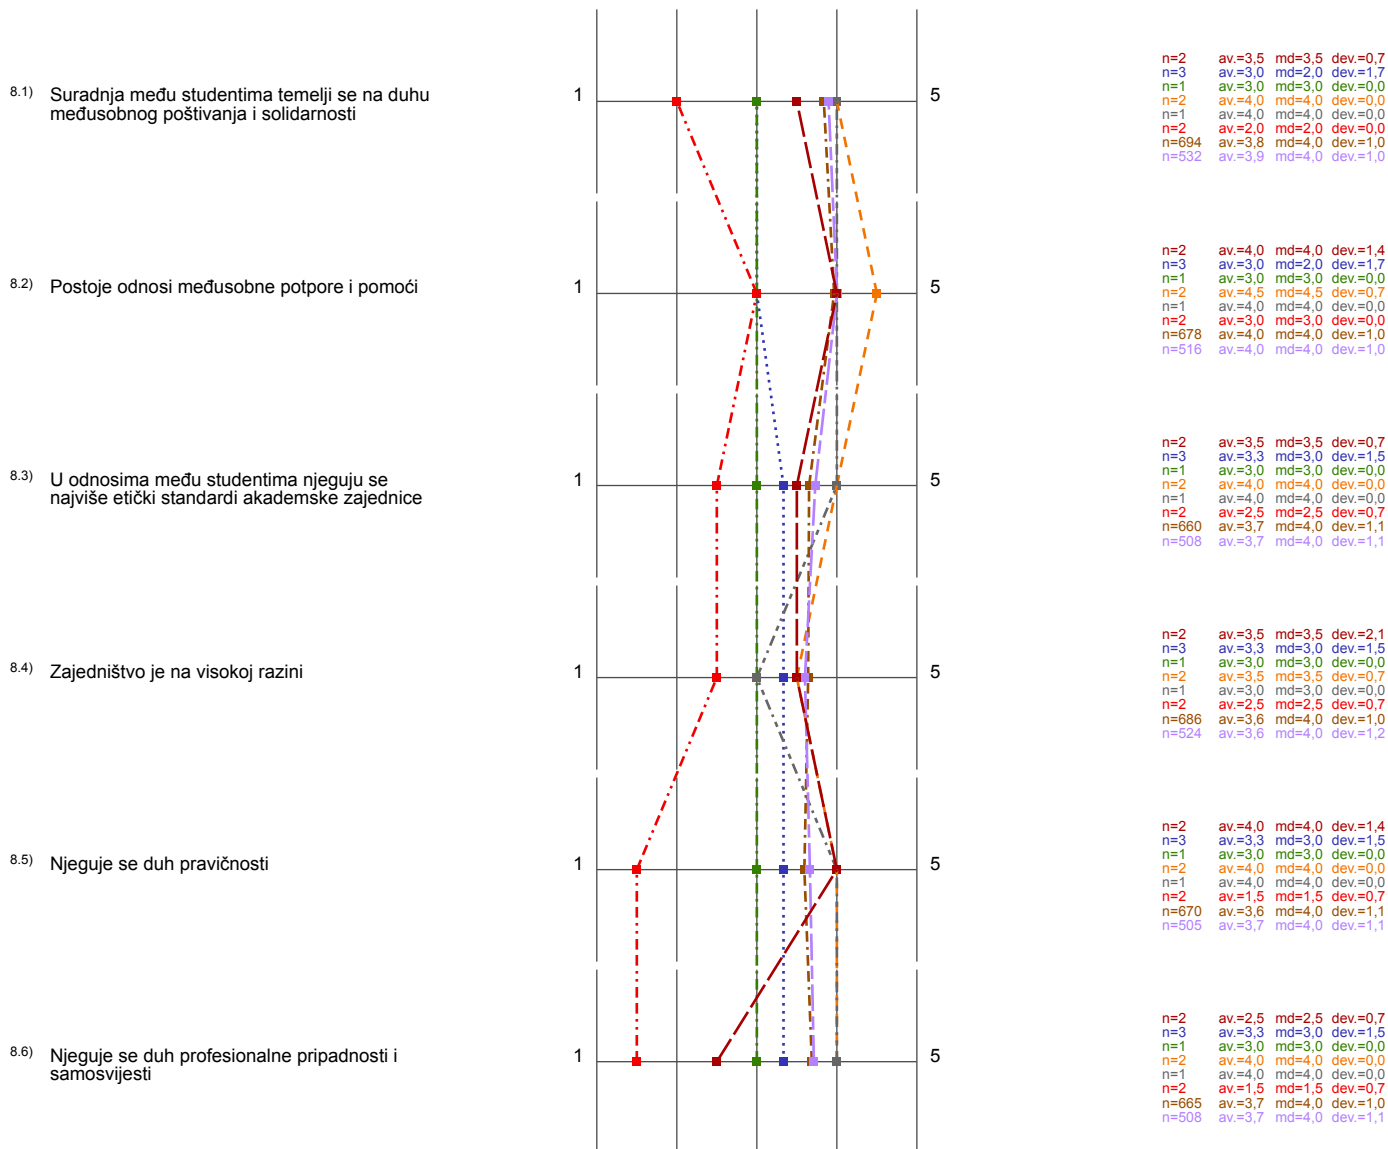 8.1) Suradnja među studentima temelji se na duhu
međusobnog poštivanja i solidarnosti
1 5
n=2 av.=3,5 md=3,5 dev.=0,7
n=3 av.=3,0 md=2,0 dev.=1,7
n=1 av.=3,0 md=3,0 dev.=0,0
n=2 av.=4,0 md=4,0 dev.=0,0
n=1 av.=4,0 md=4,0 dev.=0,0
n=2 av.=2,0 md=2,0 dev.=0,0
n=694 av.=3,8 md=4,0 dev.=1,0
n=532 av.=3,9 md=4,0 dev.=1,0
8.2) Postoje odnosi međusobne potpore i pomoći
1 5
n=2 av.=4,0 md=4,0 dev.=1,4
n=3 av.=3,0 md=2,0 dev.=1,7
n=1 av.=3,0 md=3,0 dev.=0,0
n=2 av.=4,5 md=4,5 dev.=0,7
n=1 av.=4,0 md=4,0 dev.=0,0
n=2 av.=3,0 md=3,0 dev.=0,0
n=678 av.=4,0 md=4,0 dev.=1,0
n=516 av.=4,0 md=4,0 dev.=1,0
8.3) U odnosima među studentima njeguju se
najviše etički standardi akademske zajednice
1 5
n=2 av.=3,5 md=3,5 dev.=0,7
n=3 av.=3,3 md=3,0 dev.=1,5
n=1 av.=3,0 md=3,0 dev.=0,0
n=2 av.=4,0 md=4,0 dev.=0,0
n=1 av.=4,0 md=4,0 dev.=0,0
n=2 av.=2,5 md=2,5 dev.=0,7
n=660 av.=3,7 md=4,0 dev.=1,1
n=508 av.=3,7 md=4,0 dev.=1,1
8.4) Zajedništvo je na visokoj razini
1 5
n=2 av.=3,5 md=3,5 dev.=2,1
n=3 av.=3,3 md=3,0 dev.=1,5
n=1 av.=3,0 md=3,0 dev.=0,0
n=2 av.=3,5 md=3,5 dev.=0,7
n=1 av.=3,0 md=3,0 dev.=0,0
n=2 av.=2,5 md=2,5 dev.=0,7
n=686 av.=3,6 md=4,0 dev.=1,0
n=524 av.=3,6 md=4,0 dev.=1,2
8.5) Njeguje se duh pravičnosti
1 5
n=2 av.=4,0 md=4,0 dev.=1,4
n=3 av.=3,3 md=3,0 dev.=1,5
n=1 av.=3,0 md=3,0 dev.=0,0
n=2 av.=4,0 md=4,0 dev.=0,0
n=1 av.=4,0 md=4,0 dev.=0,0
n=2 av.=1,5 md=1,5 dev.=0,7
n=670 av.=3,6 md=4,0 dev.=1,1
n=505 av.=3,7 md=4,0 dev.=1,1
8.6) Njeguje se duh profesionalne pripadnosti i
samosvijesti
1 5
n=2 av.=2,5 md=2,5 dev.=0,7
n=3 av.=3,3 md=3,0 dev.=1,5
n=1 av.=3,0 md=3,0 dev.=0,0
n=2 av.=4,0 md=4,0 dev.=0,0
n=1 av.=4,0 md=4,0 dev.=0,0
n=2 av.=1,5 md=1,5 dev.=0,7
n=665 av.=3,7 md=4,0 dev.=1,0
n=508 av.=3,7 md=4,0 dev.=1,1